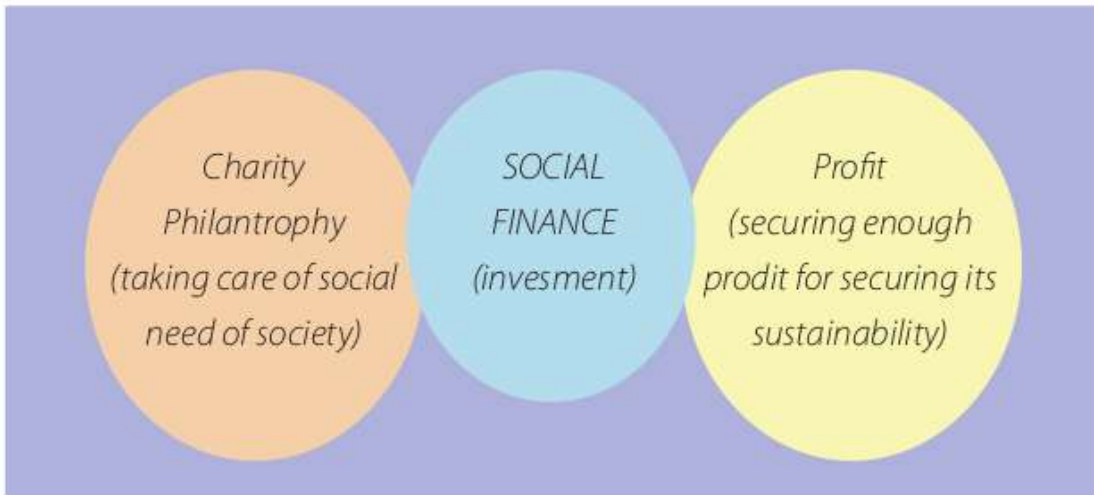 Charity
Philantrophy
(taking care of social
need of society)
SOCIAL
FINANCE
(invesment)
Profit
(securing enough
prodit for securing its
sustainability)